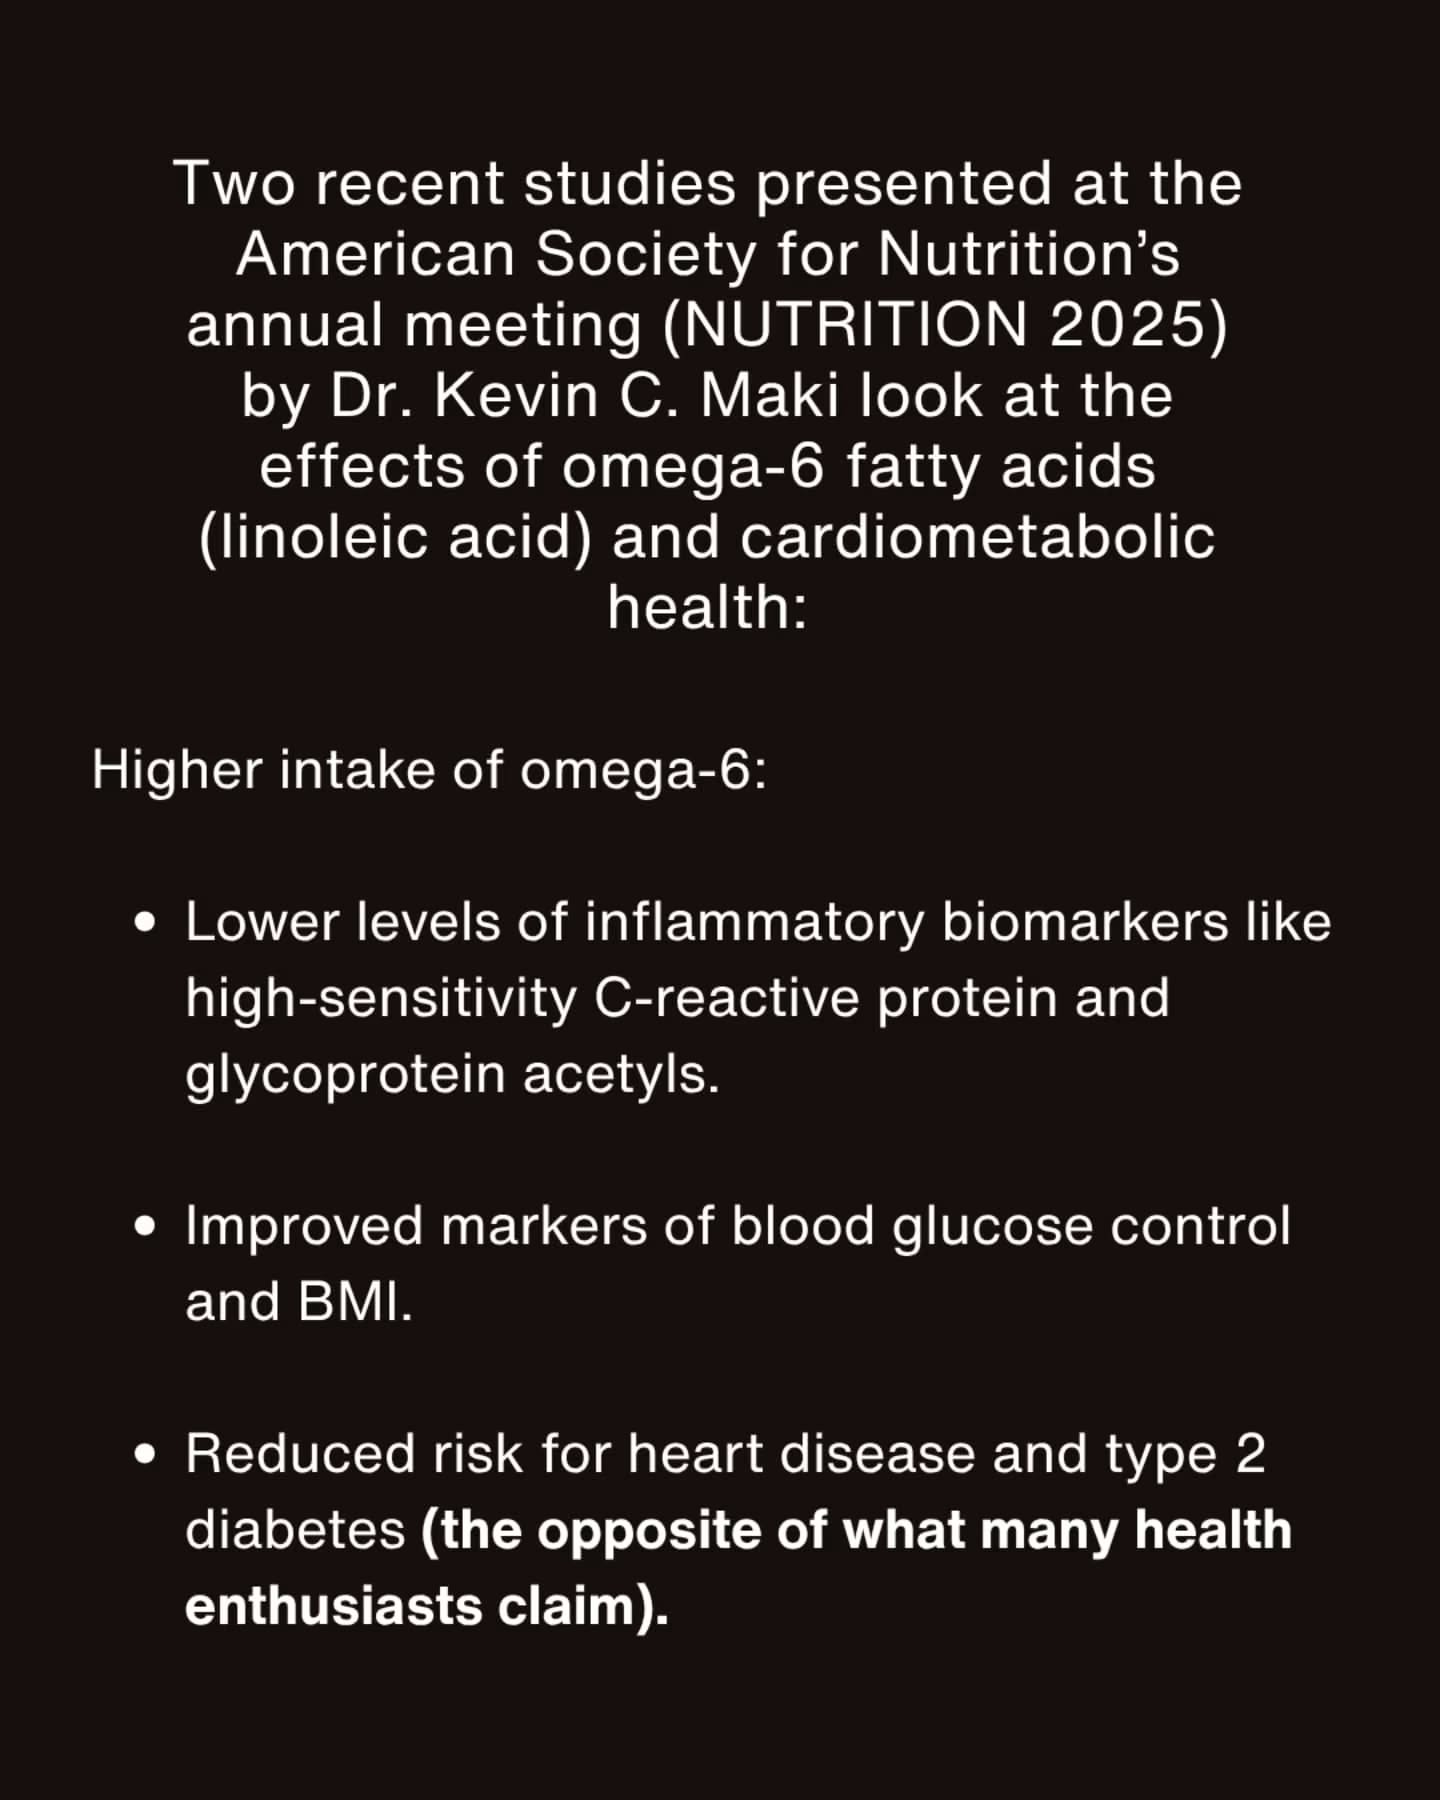 Two recent studies presented at the
American Society for Nutrition’s
annual meeting (NUTRITION 2025)
by Dr. Kevin C. Maki look at the
effects of omega-6 fatty acids
(linoleic acid) and cardiometabolic
health:
Higher intake of omega-6:
• Lower levels of inflammatory biomarkers like
high-sensitivity C-reactive protein and
glycoprotein acetyls.
• Improved markers of blood glucose control
and BMI.
• Reduced risk for heart disease and type 2
diabetes (the opposite of what many health
enthusiasts claim).